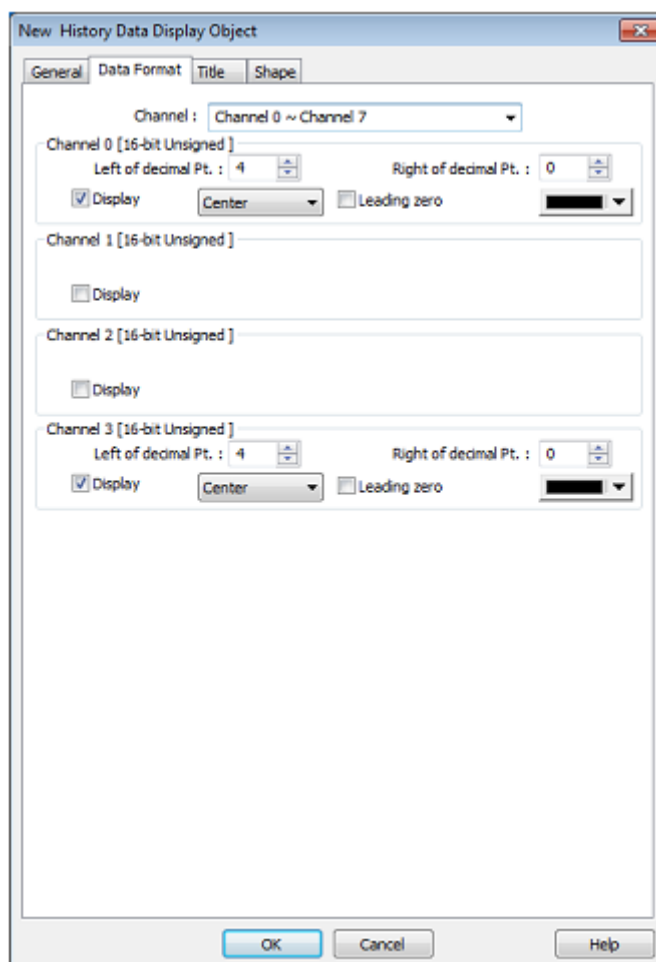 New History Data Display Object
General Data Format Title Shape
Channel : Channel 0 ~ Channel 7
Channel 0 [16-bit Unsigned ]
Left of decimal Pt. : 4 Right of decimal Pt. : 0
Display Center Leading zero
Channel 1 [16-bit Unsigned ]
Display
Channel 2 [16-bit Unsigned ]
Display
Channel 3 [16-bit Unsigned ]
Left of decimal Pt. : 4 Right of decimal Pt. : 0
Display Center Leading zero
OK Cancel Help